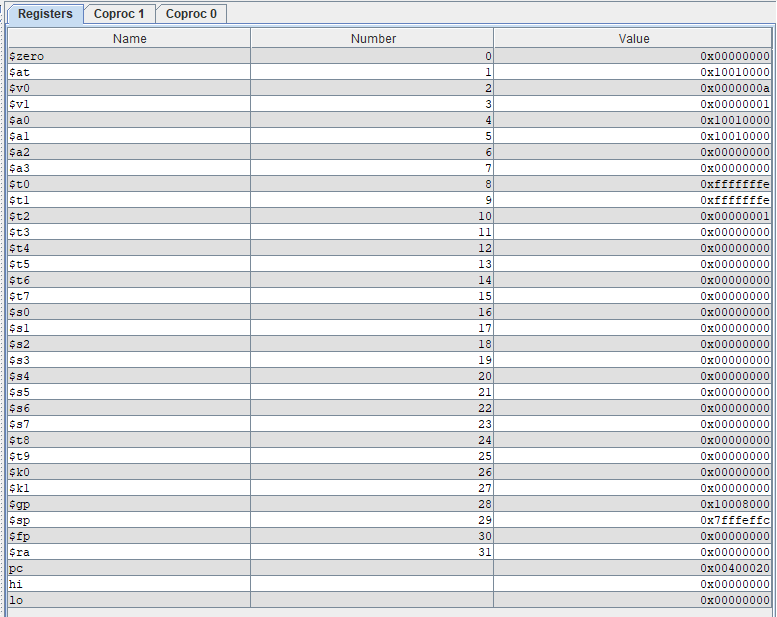 Registers Coproc 1 Coproc 0
Name Number Value
$zero 0 0x00000000
$at 1 0x10010000
$v0 2 0x0000000a
$v1 3 0x00000001
$a0 4 0x10010000
$a1 5 0x10010000
$a2 6 0x00000000
$a3 7 0x00000000
$t0 8 0xfffffffe
$t1 9 0xfffffffe
$t2 10 0x00000001
$t3 11 0x00000000
$t4 12 0x00000000
$t5 13 0x00000000
$t6 14 0x00000000
$t7 15 0x00000000
$s0 16 0x00000000
$s1 17 0x00000000
$s2 18 0x00000000
$s3 19 0x00000000
$s4 20 0x00000000
$s5 21 0x00000000
$s6 22 0x00000000
$s7 23 0x00000000
$t8 24 0x00000000
$t9 25 0x00000000
$k0 26 0x00000000
$k1 27 0x00000000
$gp 28 0x10008000
$sp 29 0x7fffeffc
$fp 30 0x00000000
$ra 31 0x00000000
pc 0x00400020
hi 0x00000000
lo 0x00000000